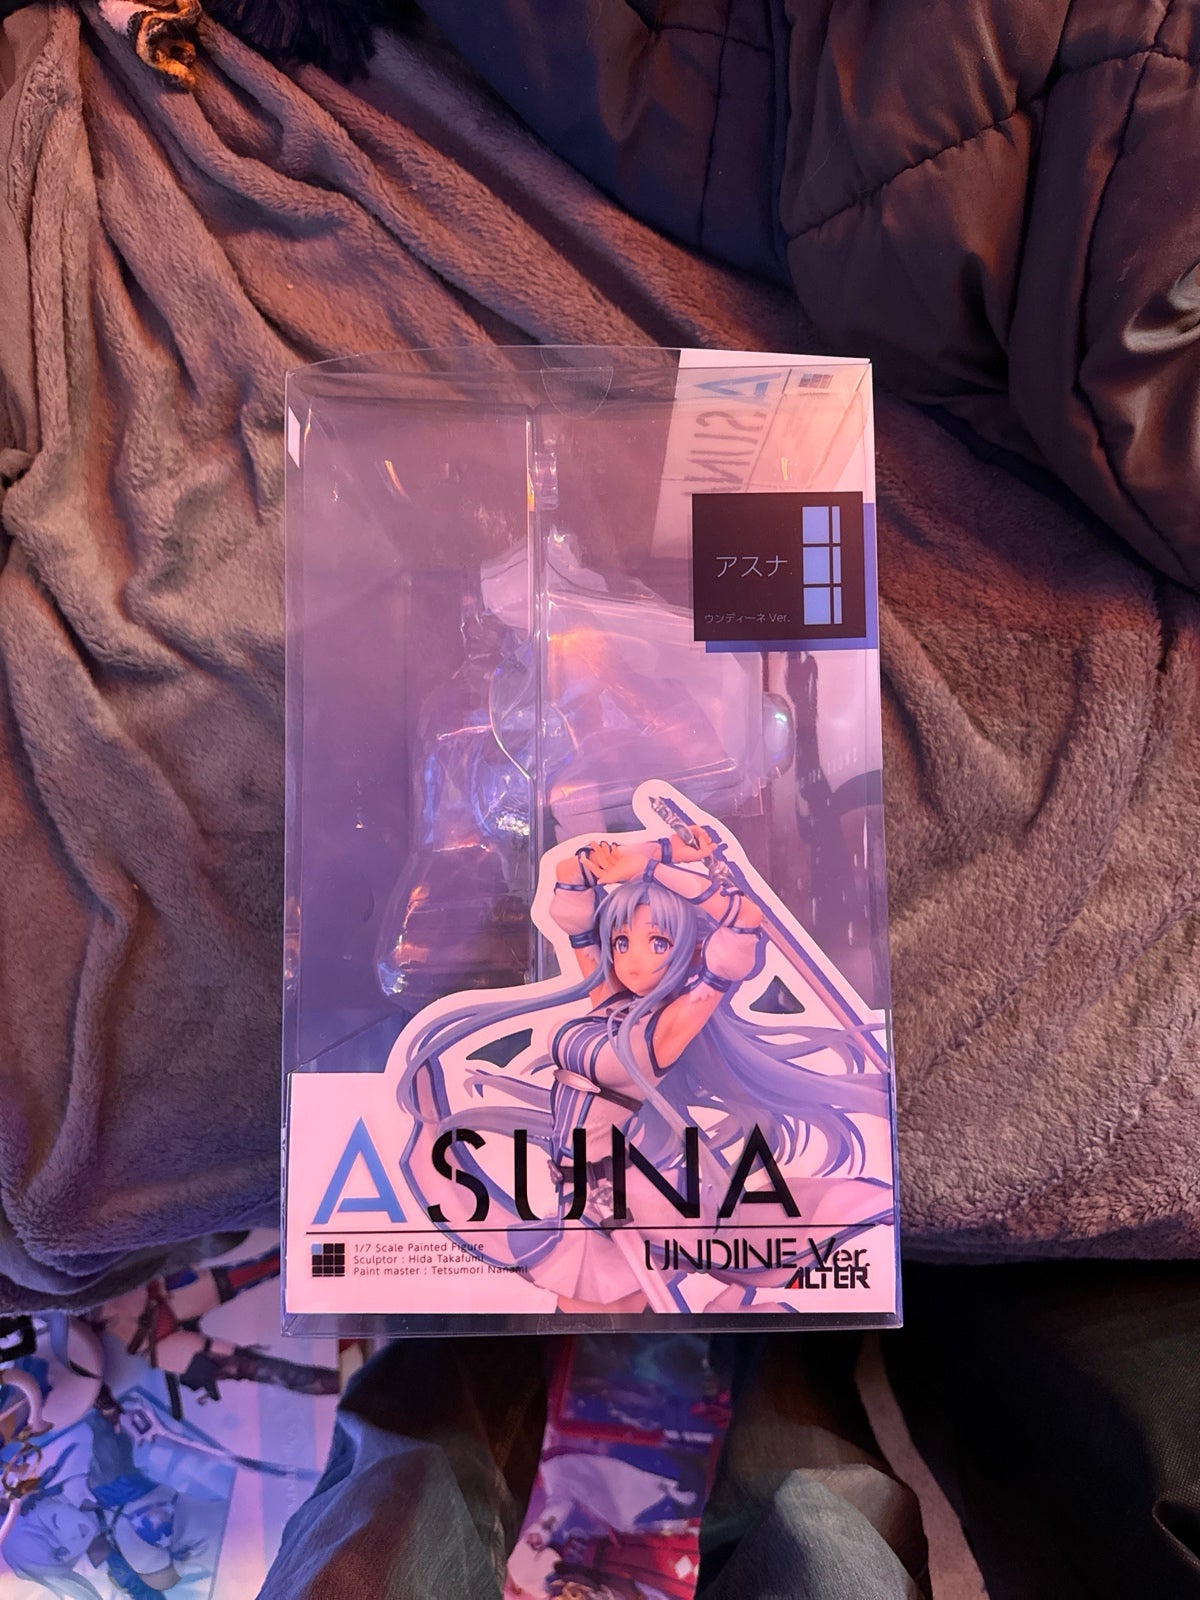 アスナ
ウンディーネ Ver.
ASUNA
1/7 Scale Painted Figure
Sculptor : Hida Takafumi
Paint master : Tetsumori Nanami
UNDINE Ver.
ALTER